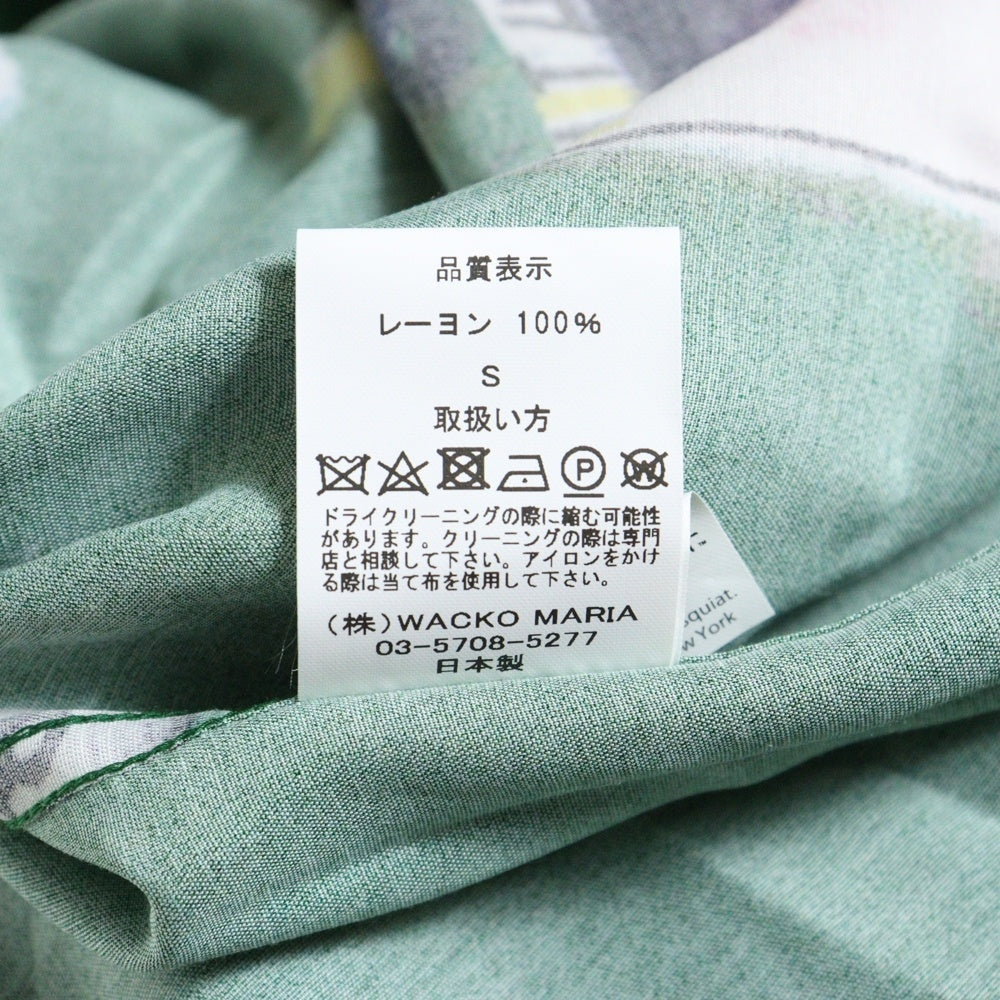 品質表示
レーヨン 100%
S
取扱い方
P
W
ドライクリーニングの際に縮む可能性
があります。クリーニングの際は専門
店と相談して下さい。アイロンをかけ
る際は当て布を使用して下さい。
(株)WACKO MARIA
03-5708-5277
日本製
squiat.
w York